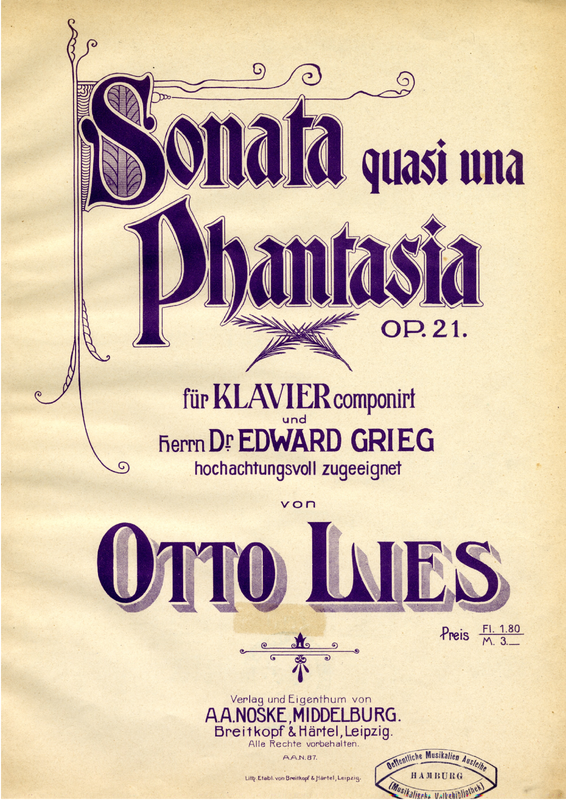 Sonata quasi una
Phantasia
OP. 21.
für KLAVIER componirt
und
Herrn Dr. EDWARD GRIEG
hochachtungsvoll zugeeignet
von
OTTO LIES
Preis Fl. 1.80
M. 3.—
Verlag und Eigenthum von
A.A. NOSKE, MIDDELBURG.
Breitkopf & Härtel, Leipzig.
Alle Rechte vorbehalten.
A.A.N. 87.
Lith. Etabl. von Breitkopf & Härtel, Leipzig.
Oeffentliche Musikalien Ausleihe
HAMBURG
(Musikalische Volksbibliothek)